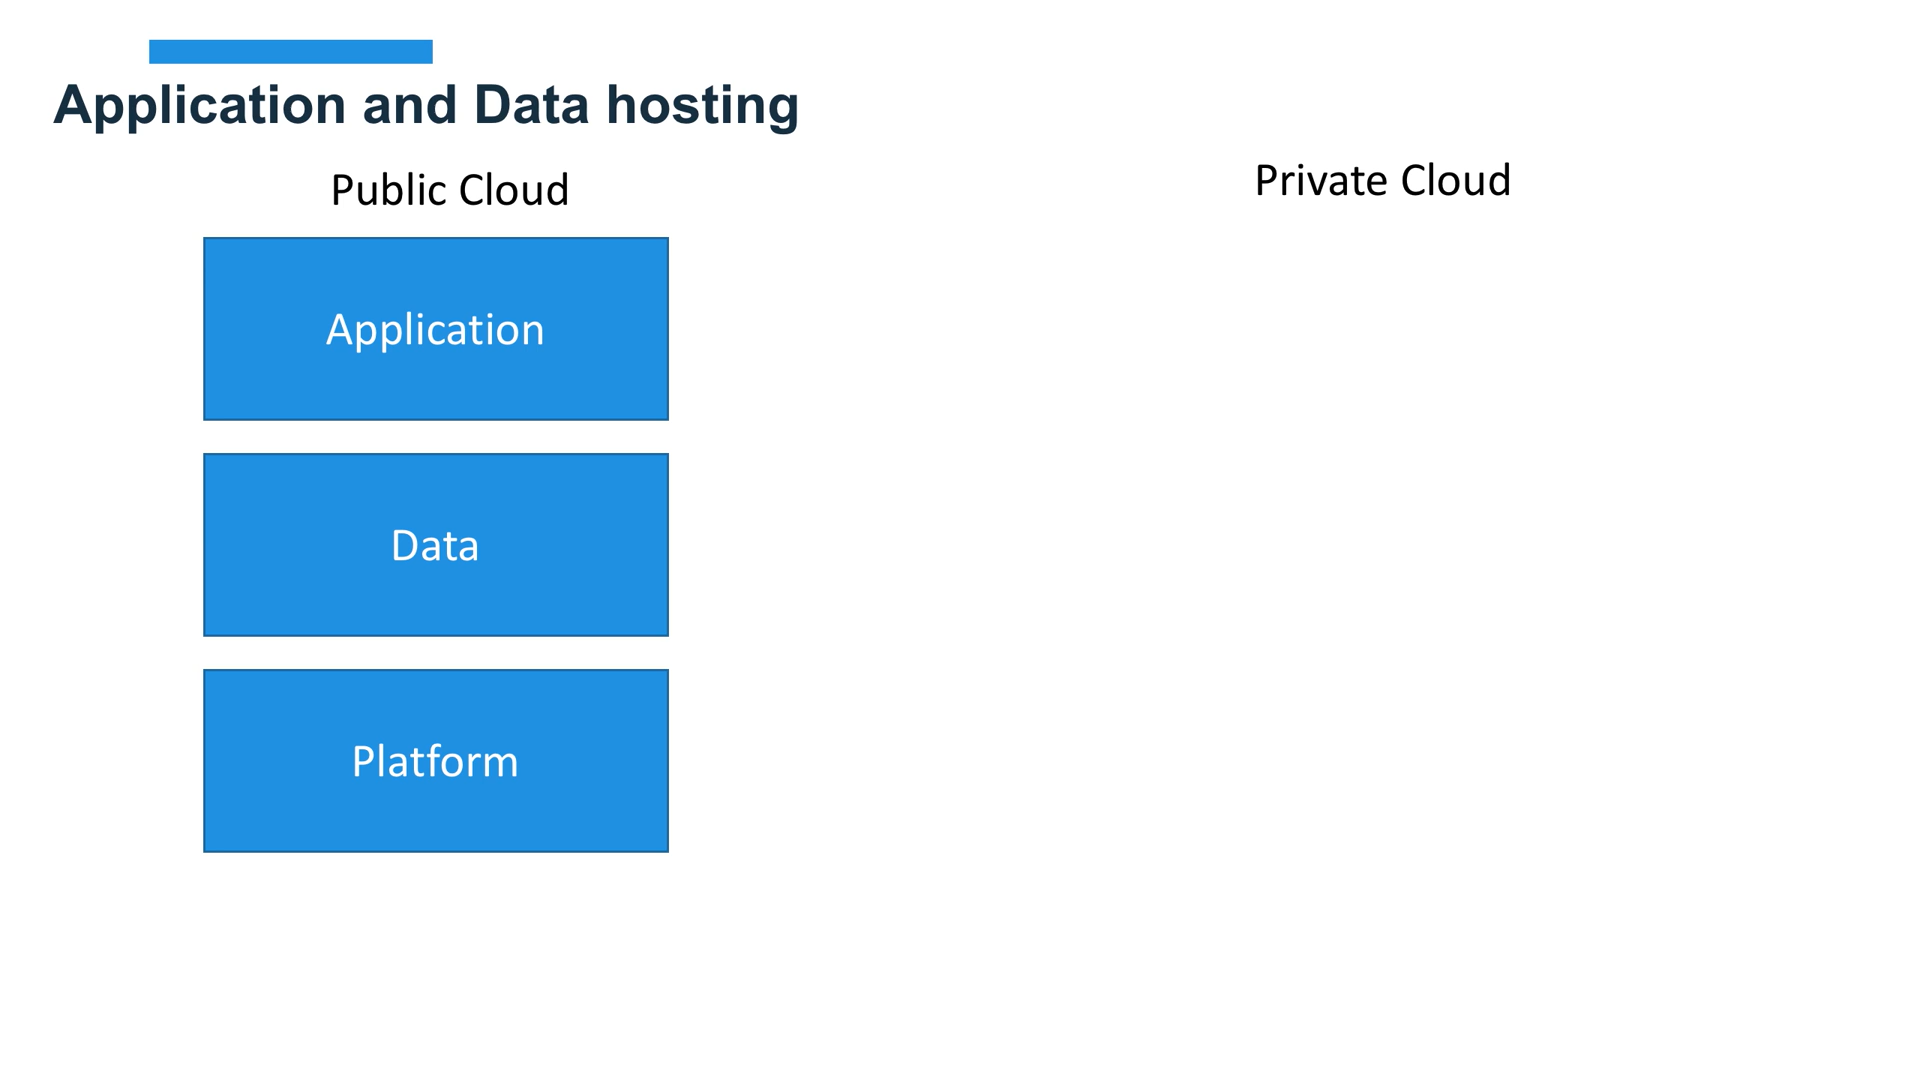 Application and Data hosting
Public Cloud
Private Cloud
Application
Data
Platform